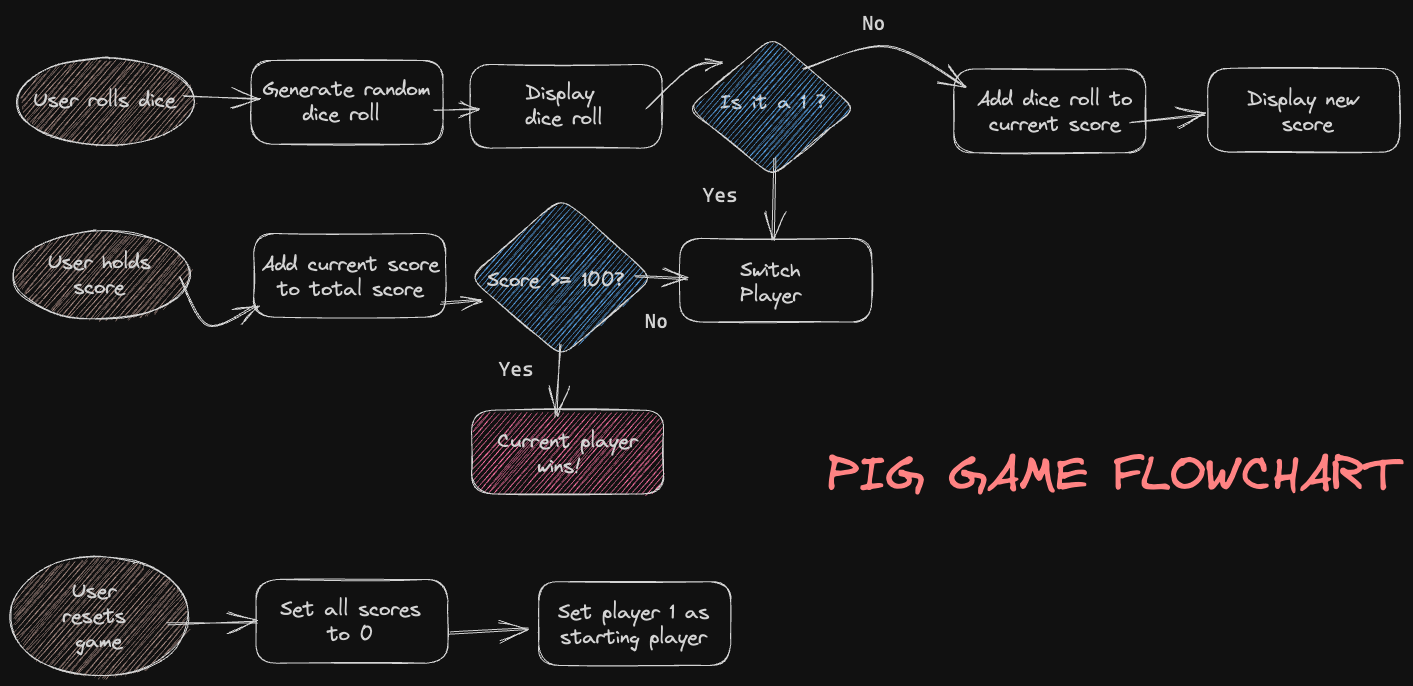 No
User rolls dice
Generate random
dice roll
Display
dice roll
Is it a 1 ?
Add dice roll to
current score
Display new
score
Yes
User holds
score
Add current score
to total score
Score >= 100?
Switch
Player
No
Yes
Current player
wins!
PIG GAME FLOWCHART
User
resets
game
Set all scores
to 0
Set player 1 as
starting player